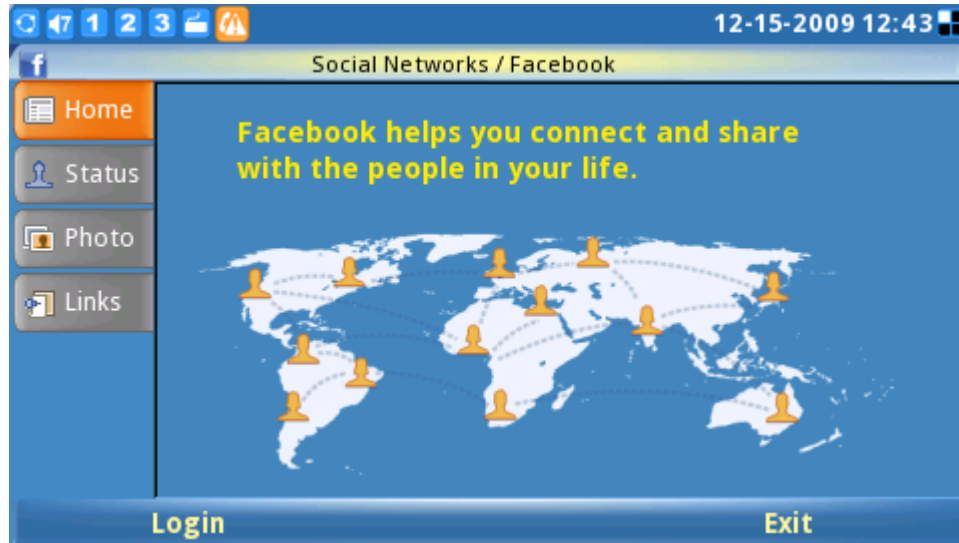 7 1 2 3 12-15-2009 12:43
f Social Networks / Facebook
Home
Status
Photo
Links
Facebook helps you connect and share
with the people in your life.
Login Exit